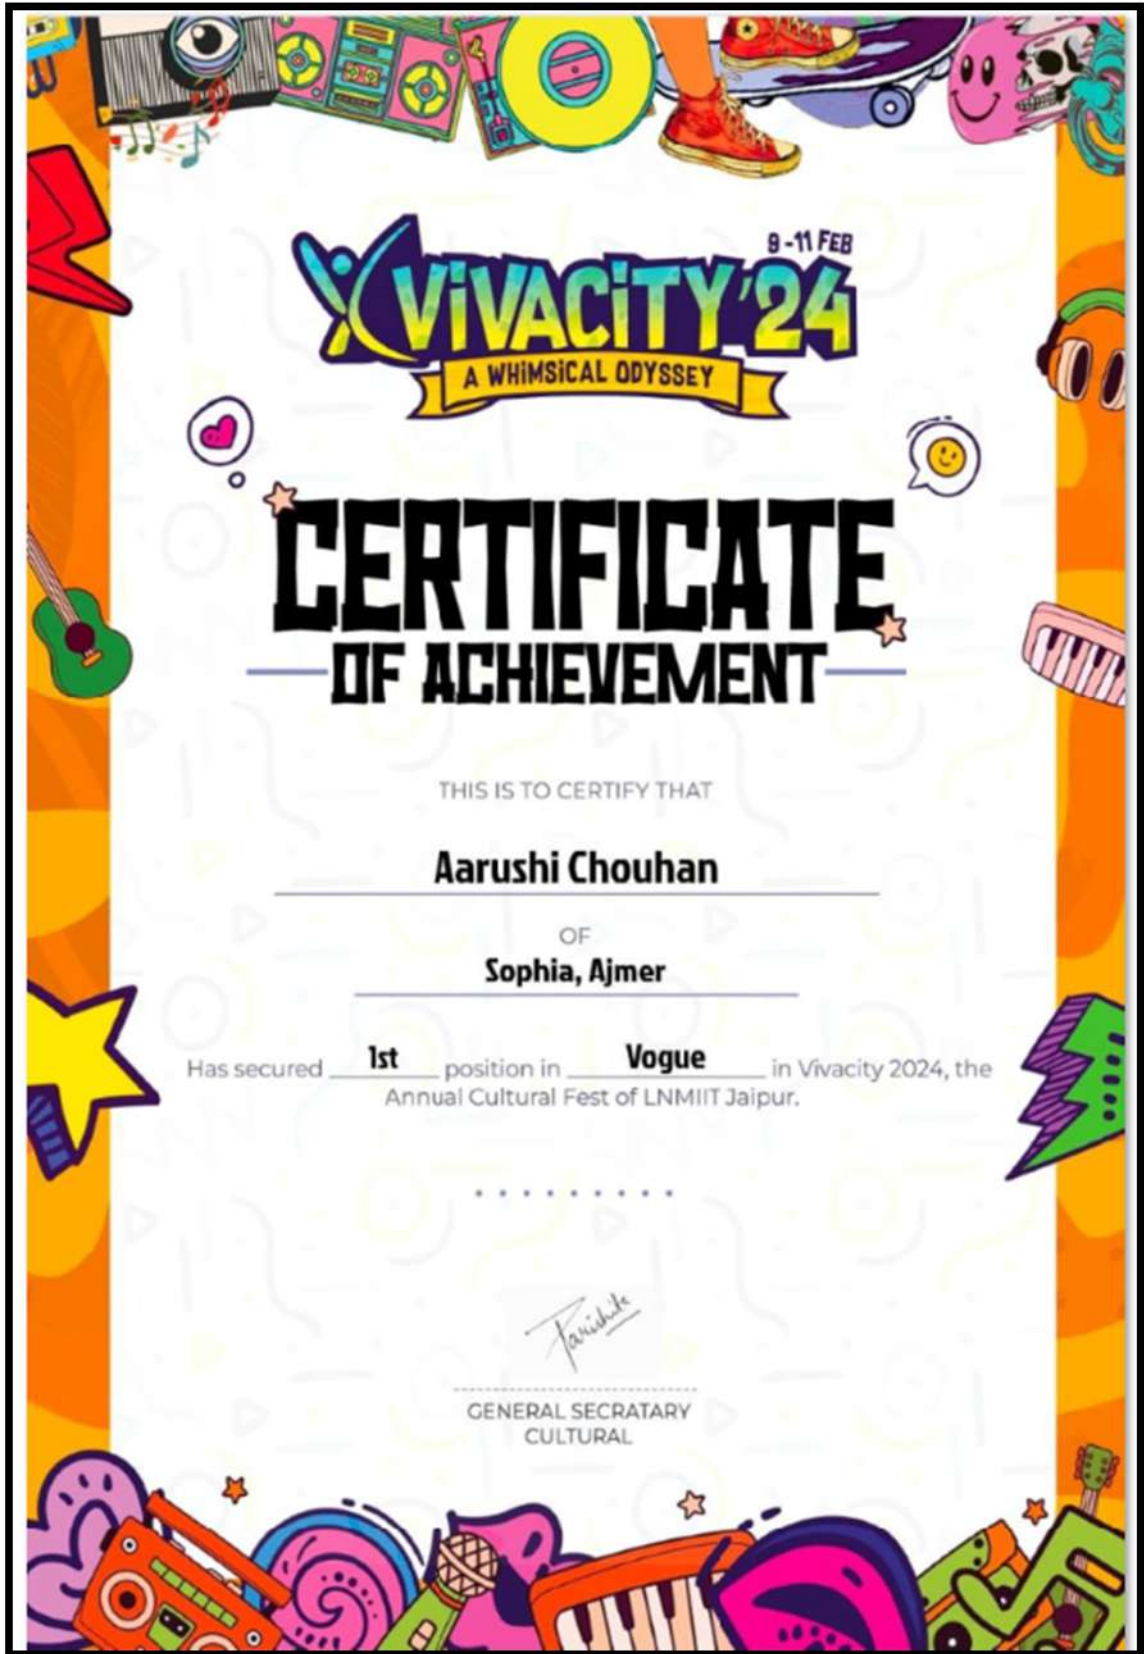 9-11 FEB
ViVACiTY'24
A WHiMSiCAL ODYSSEY
CERTIFICATE
OF ACHIEVEMENT
THIS IS TO CERTIFY THAT
Aarushi Chouhan
OF
Sophia, Ajmer
Has secured 1st position in Vogue in Vivacity 2024, the
Annual Cultural Fest of LNMIIT Jaipur.
GENERAL SECRATARY
CULTURAL